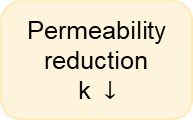 Permeability
reduction
k ↓